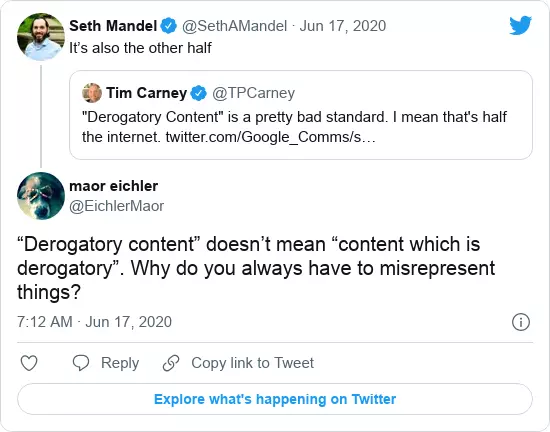 Seth Mandel @SethAMandel · Jun 17, 2020
It’s also the other half
Tim Carney @TPCarney
"Derogatory Content" is a pretty bad standard. I mean that's half
the internet. twitter.com/Google_Comms/s…
maor eichler
@EichlerMaor
“Derogatory content” doesn’t mean “content which is
derogatory”. Why do you always have to misrepresent
things?
7:12 AM · Jun 17, 2020
Reply Copy link to Tweet
Explore what's happening on Twitter